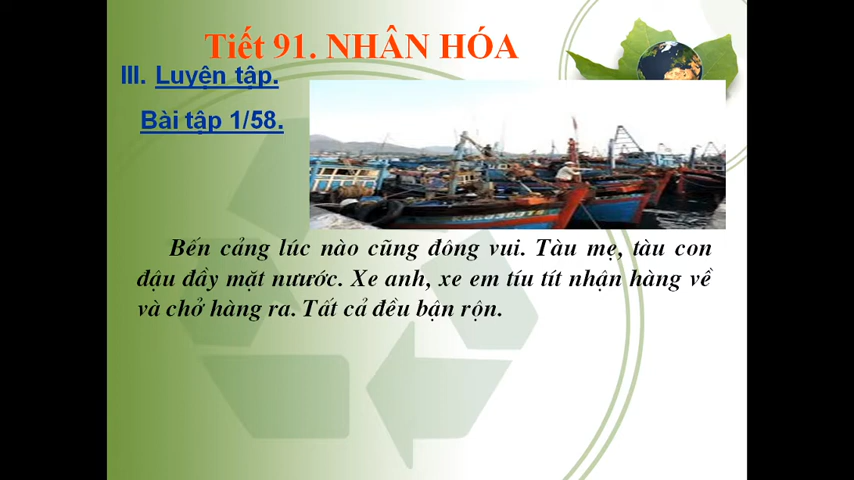 Tiết 91. NHÂN HÓA
III. Luyện tập.
Bài tập 1/58.
Bến cảng lúc nào cũng đông vui. Tàu mẹ, tàu con
đậu đầy mặt nưước. Xe anh, xe em tíu tít nhận hàng về
và chở hàng ra. Tất cả đều bận rộn.